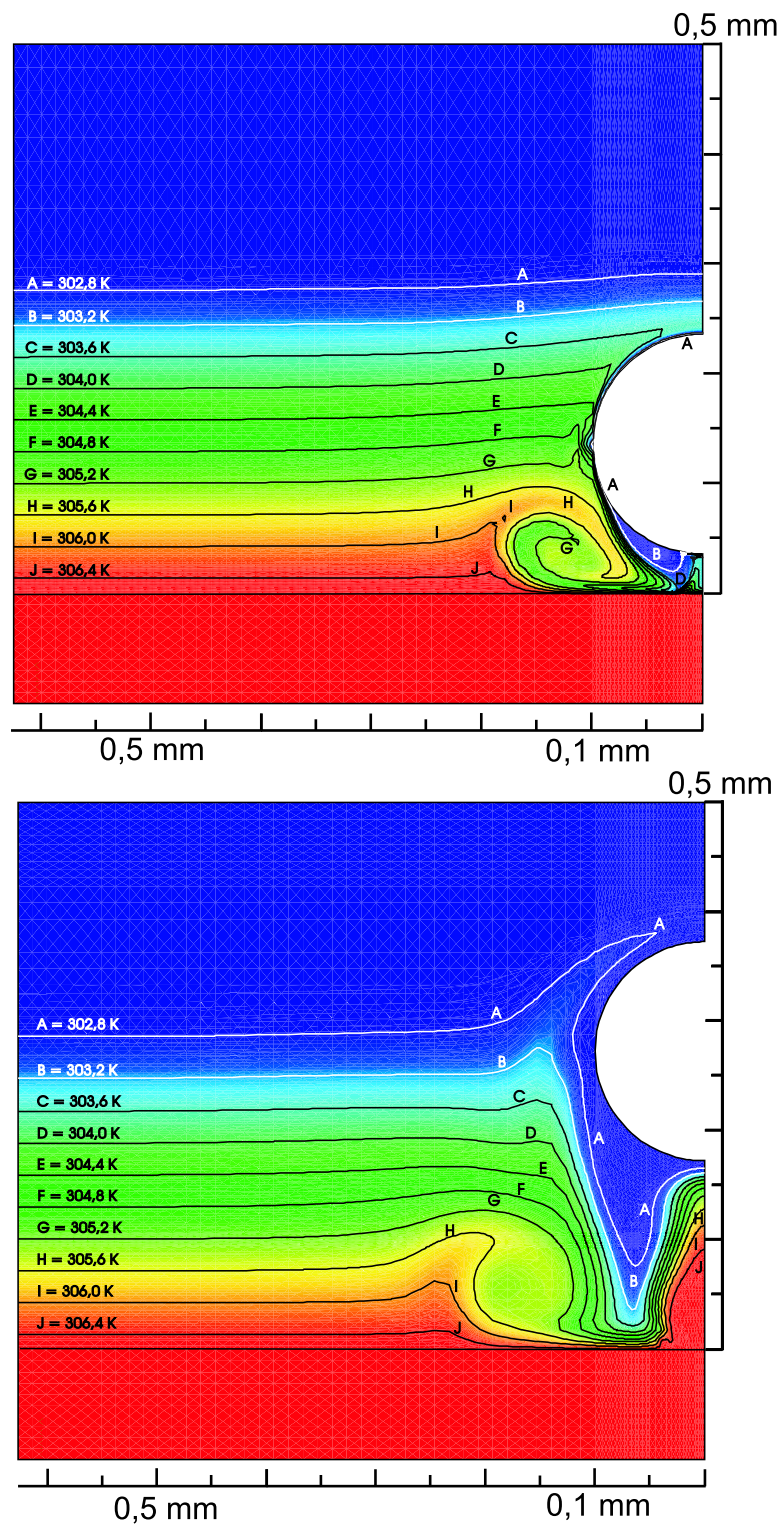 0,5 mm
A
A = 302,8 K
B
B = 303,2 K
C
A
C = 303,6 K
D
D = 304,0 K
E
E = 304,4 K
F
F = 304,8 K
G
G = 305,2 K
A
H
H
H = 305,6 K
I
I
I = 306,0 K
G
B
J
J = 306,4 K
D
0,5 mm
0,1 mm
0,5 mm
A
A
A = 302,8 K
B
B = 303,2 K
C
C = 303,6 K
D
D = 304,0 K
A
E
E = 304,4 K
F
F = 304,8 K
G
A
G = 305,2 K
H
H
H = 305,6 K
I
J
B
I
I = 306,0 K
J
J = 306,4 K
0,5 mm
0,1 mm